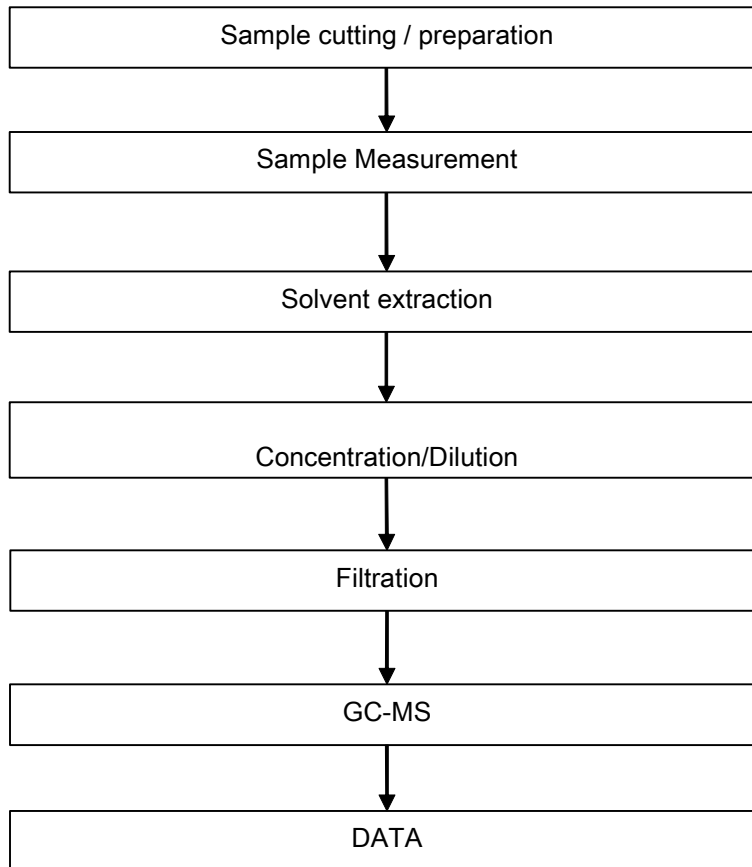 Sample cutting / preparation
Sample Measurement
Solvent extraction
Concentration/Dilution
Filtration
GC-MS
DATA